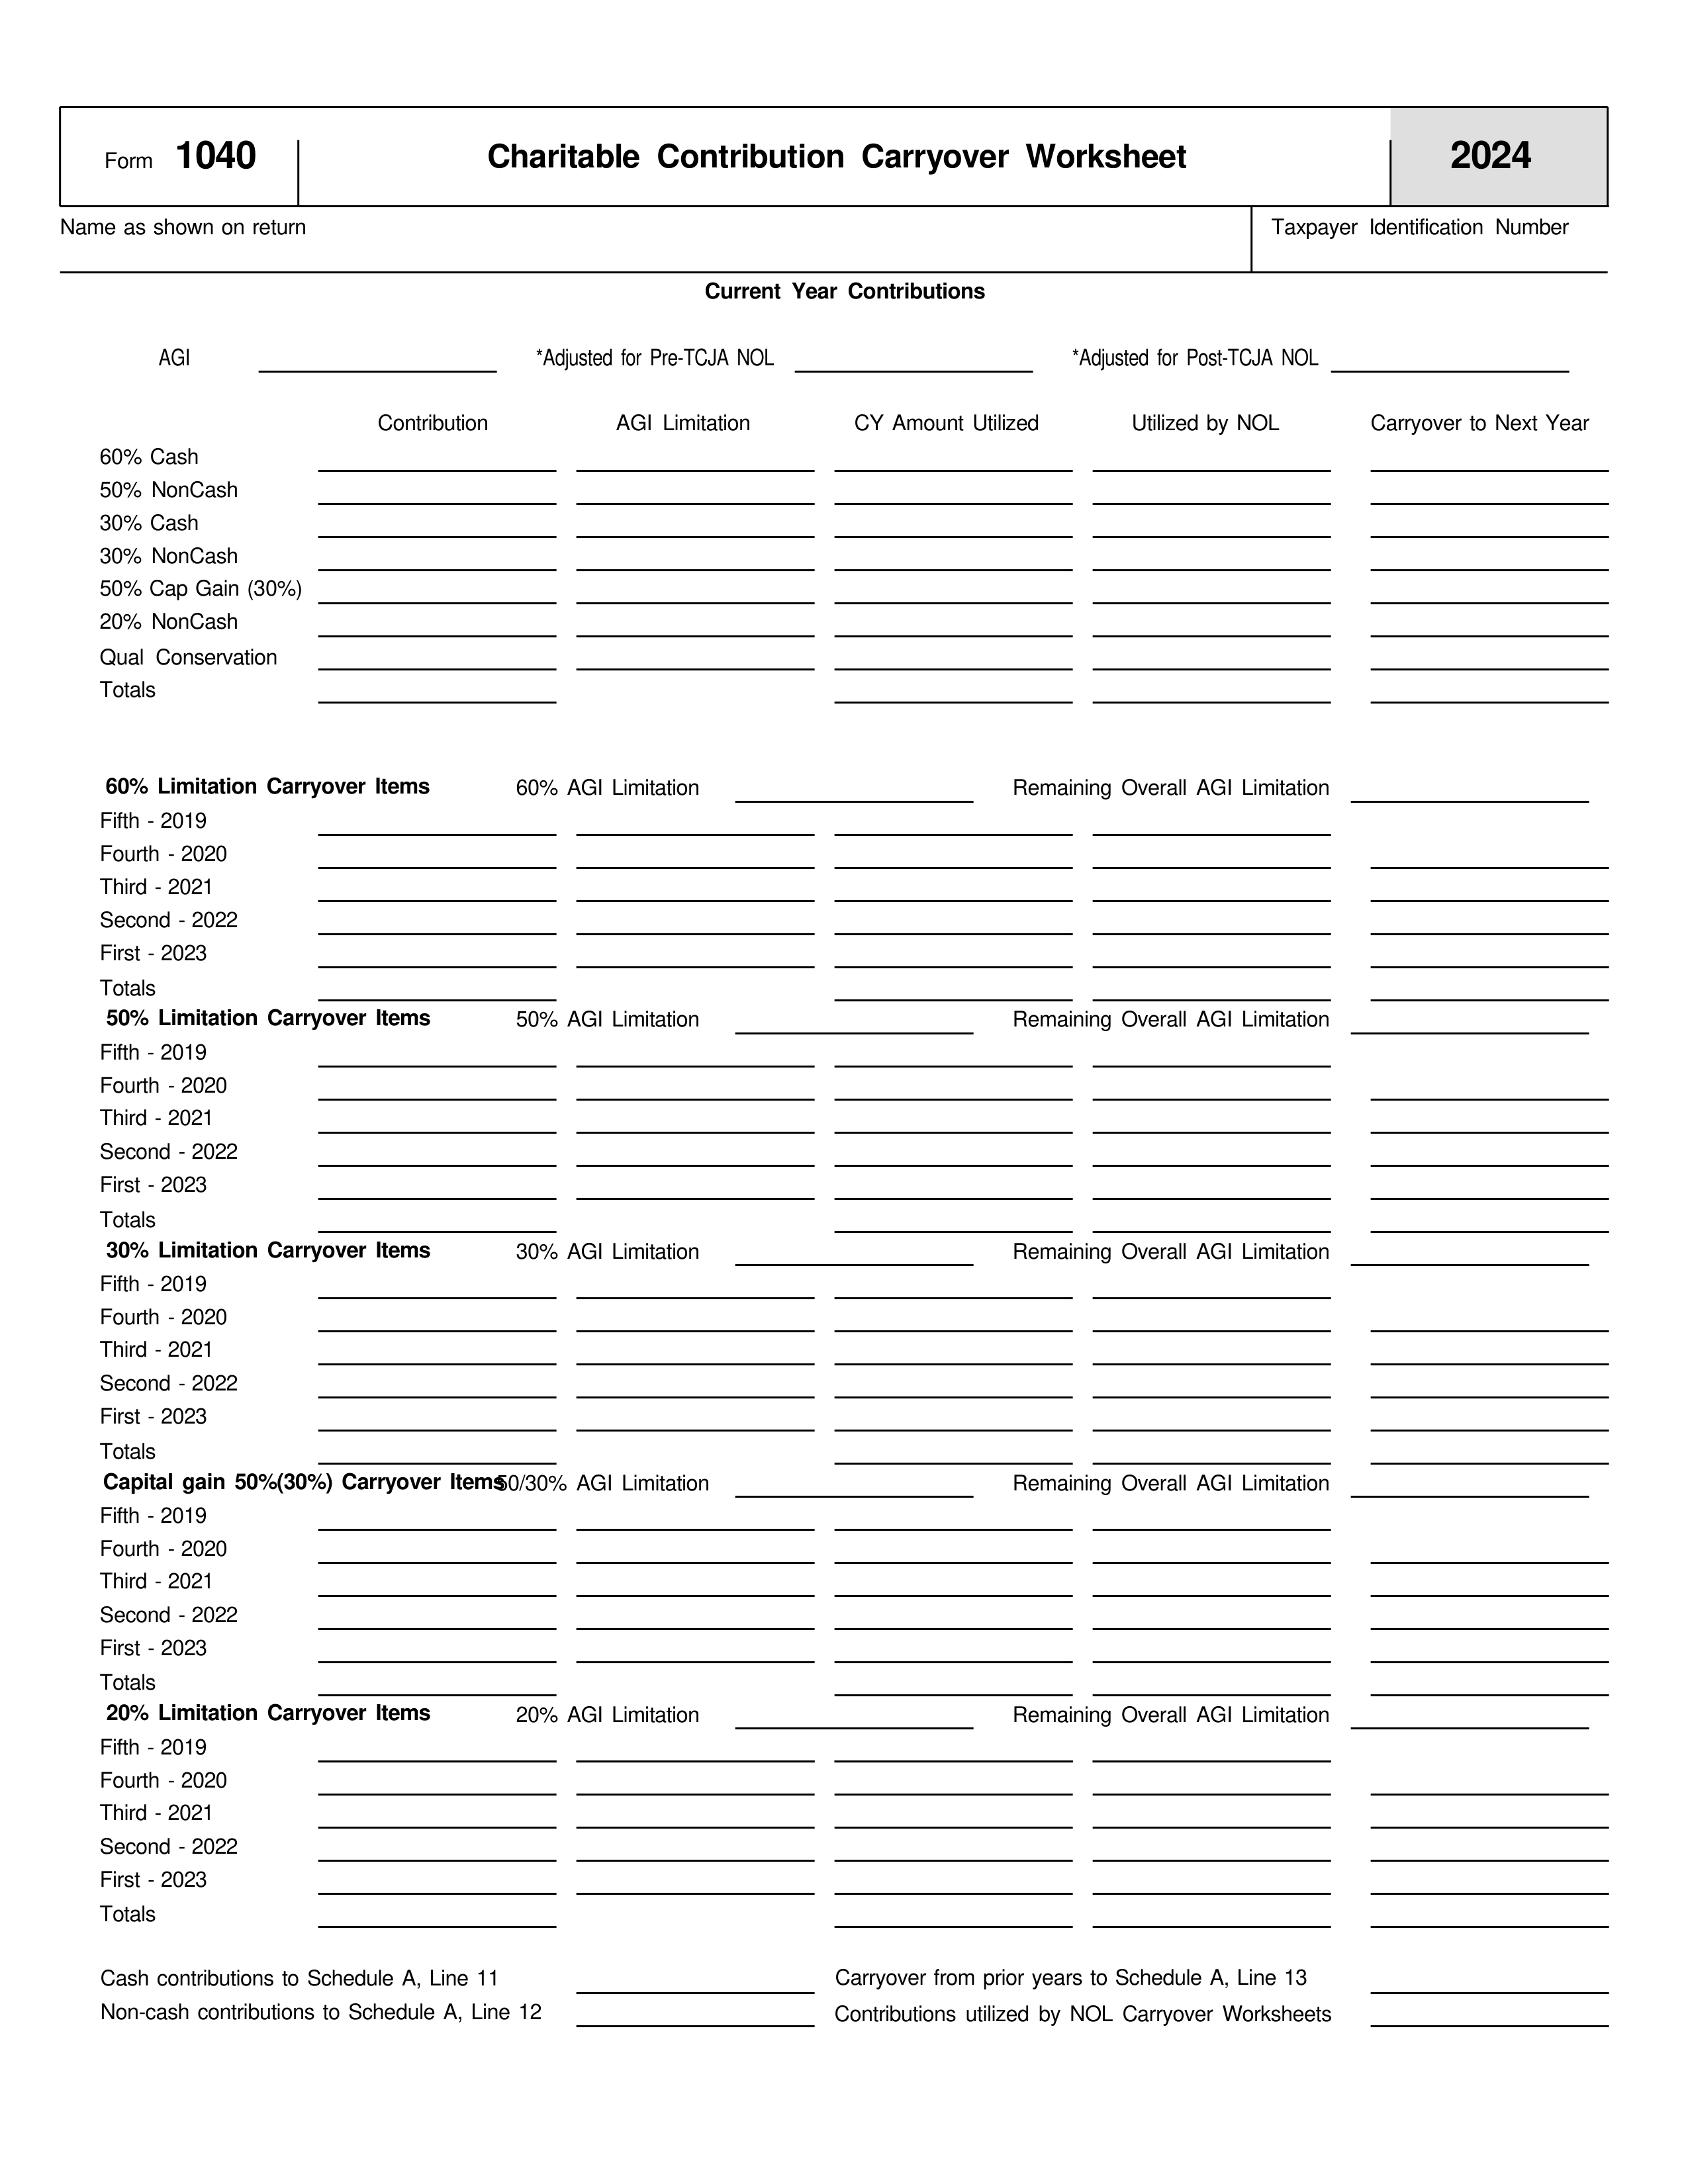 Form 1040 Charitable Contribution Carryover Worksheet 2024
Name as shown on return Taxpayer Identification Number
Current Year Contributions
AGI *Adjusted for Pre-TCJA NOL *Adjusted for Post-TCJA NOL
Contribution AGI Limitation CY Amount Utilized Utilized by NOL Carryover to Next Year
60% Cash
50% NonCash
30% Cash
30% NonCash
50% Cap Gain (30%)
20% NonCash
Qual Conservation
Totals
60% Limitation Carryover Items 60% AGI Limitation Remaining Overall AGI Limitation
Fifth - 2019
Fourth - 2020
Third - 2021
Second - 2022
First - 2023
Totals
50% Limitation Carryover Items 50% AGI Limitation Remaining Overall AGI Limitation
Fifth - 2019
Fourth - 2020
Third - 2021
Second - 2022
First - 2023
Totals
30% Limitation Carryover Items 30% AGI Limitation Remaining Overall AGI Limitation
Fifth - 2019
Fourth - 2020
Third - 2021
Second - 2022
First - 2023
Totals
Capital gain 50%(30%) Carryover Items 50/30% AGI Limitation Remaining Overall AGI Limitation
Fifth - 2019
Fourth - 2020
Third - 2021
Second - 2022
First - 2023
Totals
20% Limitation Carryover Items 20% AGI Limitation Remaining Overall AGI Limitation
Fifth - 2019
Fourth - 2020
Third - 2021
Second - 2022
First - 2023
Totals
Cash contributions to Schedule A, Line 11 Carryover from prior years to Schedule A, Line 13
Non-cash contributions to Schedule A, Line 12 Contributions utilized by NOL Carryover Worksheets